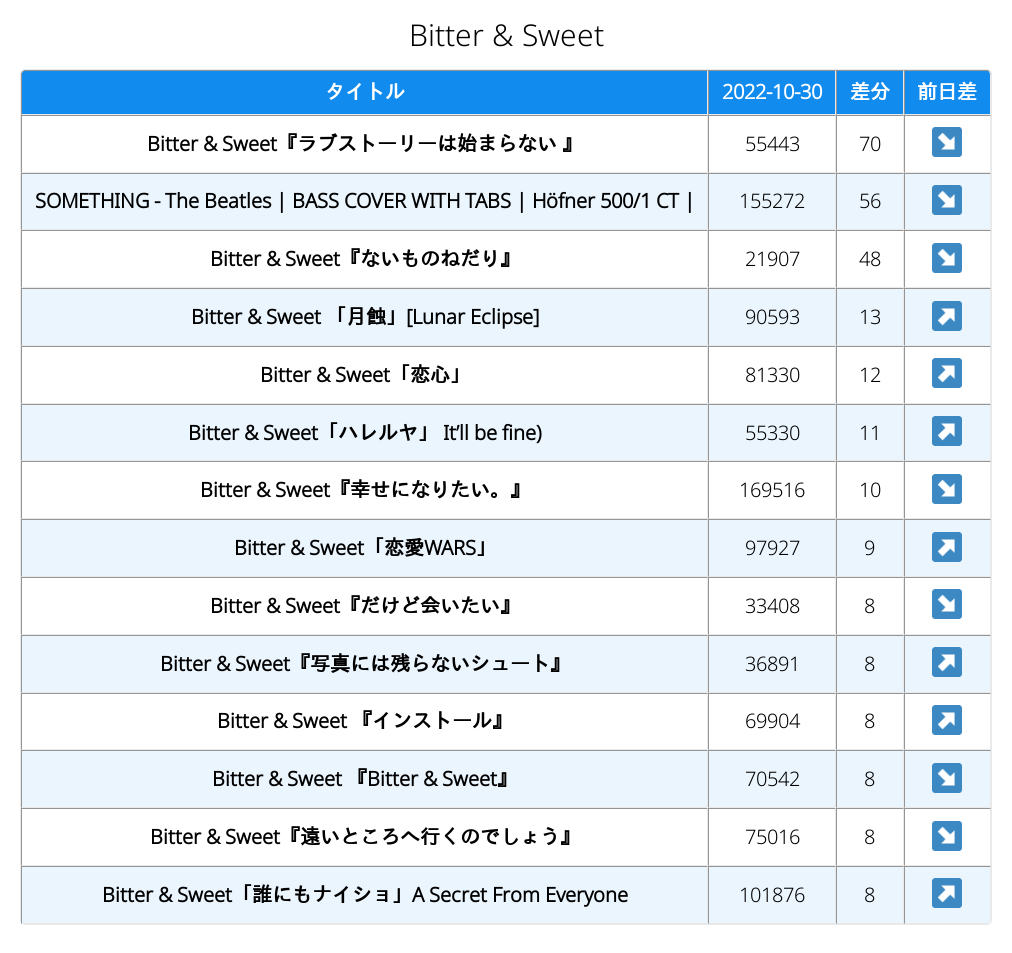 Bitter & Sweet
タイトル 2022-10-30 差分 前日差
Bitter & Sweet『ラブストーリーは始まらない 』 55443 70 ↘
SOMETHING - The Beatles | BASS COVER WITH TABS | Höfner 500/1 CT | 155272 56 ↘
Bitter & Sweet『ないものねだり』 21907 48 ↘
Bitter & Sweet 「月蝕」[Lunar Eclipse] 90593 13 ↗
Bitter & Sweet「恋心」 81330 12 ↗
Bitter & Sweet「ハレルヤ」 It’ll be fine) 55330 11 ↗
Bitter & Sweet『幸せになりたい。』 169516 10 ↘
Bitter & Sweet「恋愛WARS」 97927 9 ↗
Bitter & Sweet『だけど会いたい』 33408 8 ↘
Bitter & Sweet『写真には残らないシュート』 36891 8 ↗
Bitter & Sweet 『インストール』 69904 8 ↗
Bitter & Sweet 『Bitter & Sweet』 70542 8 ↘
Bitter & Sweet『遠いところへ行くのでしょう』 75016 8 ↘
Bitter & Sweet「誰にもナイショ」A Secret From Everyone 101876 8 ↗